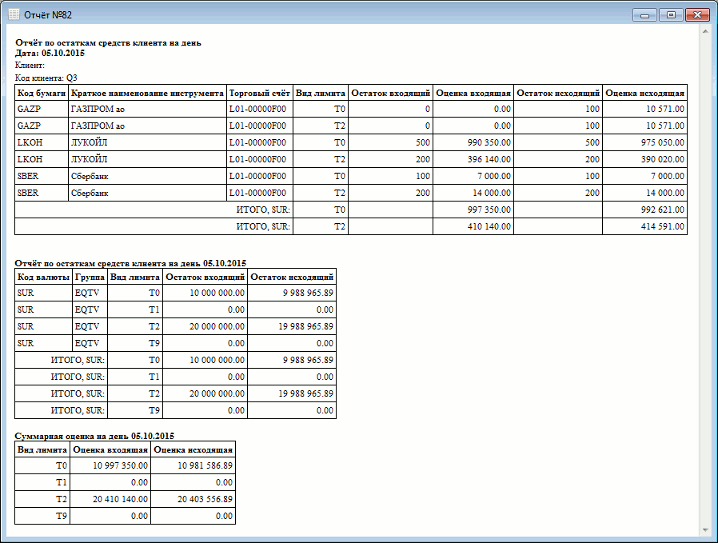 Отчёт №82
Отчёт по остаткам средств клиента на день
Дата: 05.10.2015
Клиент:
Код клиента: Q3
Код бумаги Краткое наименование инструмента Торговый счёт Вид лимита Остаток входящий Оценка входящая Остаток исходящий Оценка исходящая
GAZP ГАЗПРОМ ао L01-00000F00 T0 0 0.00 100 10 571.00
GAZP ГАЗПРОМ ао L01-00000F00 T2 0 0.00 100 10 571.00
LKOH ЛУКОЙЛ L01-00000F00 T0 500 990 350.00 500 975 050.00
LKOH ЛУКОЙЛ L01-00000F00 T2 200 396 140.00 200 390 020.00
SBER Сбербанк L01-00000F00 T0 100 7 000.00 100 7 000.00
SBER Сбербанк L01-00000F00 T2 200 14 000.00 200 14 000.00
ИТОГО, SUR: T0 997 350.00 992 621.00
ИТОГО, SUR: T2 410 140.00 414 591.00
Отчёт по остаткам средств клиента на день 05.10.2015
Код валюты Группа Вид лимита Остаток входящий Остаток исходящий
SUR EQTV T0 10 000 000.00 9 988 965.89
SUR EQTV T1 0.00 0.00
SUR EQTV T2 20 000 000.00 19 988 965.89
SUR EQTV T9 0.00 0.00
ИТОГО, SUR: T0 10 000 000.00 9 988 965.89
ИТОГО, SUR: T1 0.00 0.00
ИТОГО, SUR: T2 20 000 000.00 19 988 965.89
ИТОГО, SUR: T9 0.00 0.00
Суммарная оценка на день 05.10.2015
Вид лимита Оценка входящая Оценка исходящая
T0 10 997 350.00 10 981 586.89
T1 0.00 0.00
T2 20 410 140.00 20 403 556.89
T9 0.00 0.00